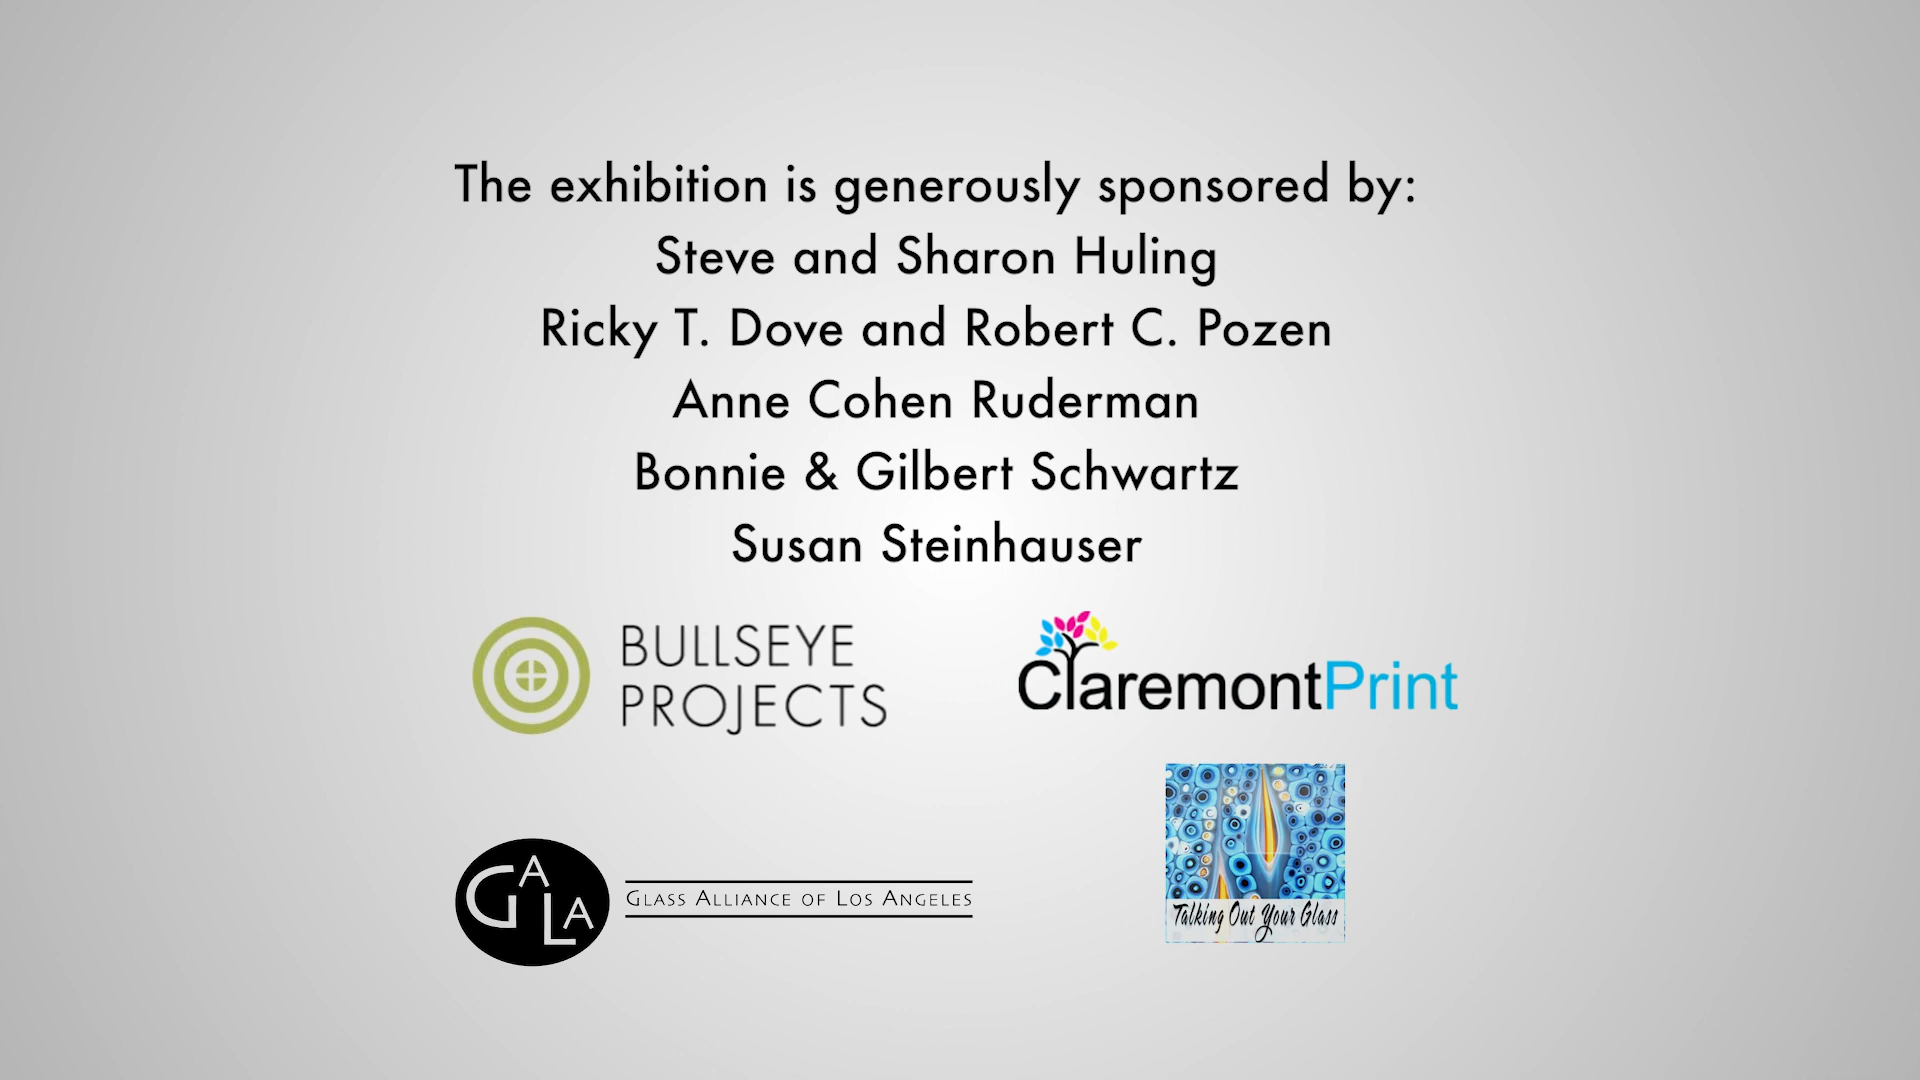 The exhibition is generously sponsored by:
Steve and Sharon Huling
Ricky T. Dove and Robert C. Pozen
Anne Cohen Ruderman
Bonnie & Gilbert Schwartz
Susan Steinhauser
BULLSEYE
PROJECTS
ClaremontPrint
GALA
GLASS ALLIANCE OF LOS ANGELES
Talking Out Your Glass